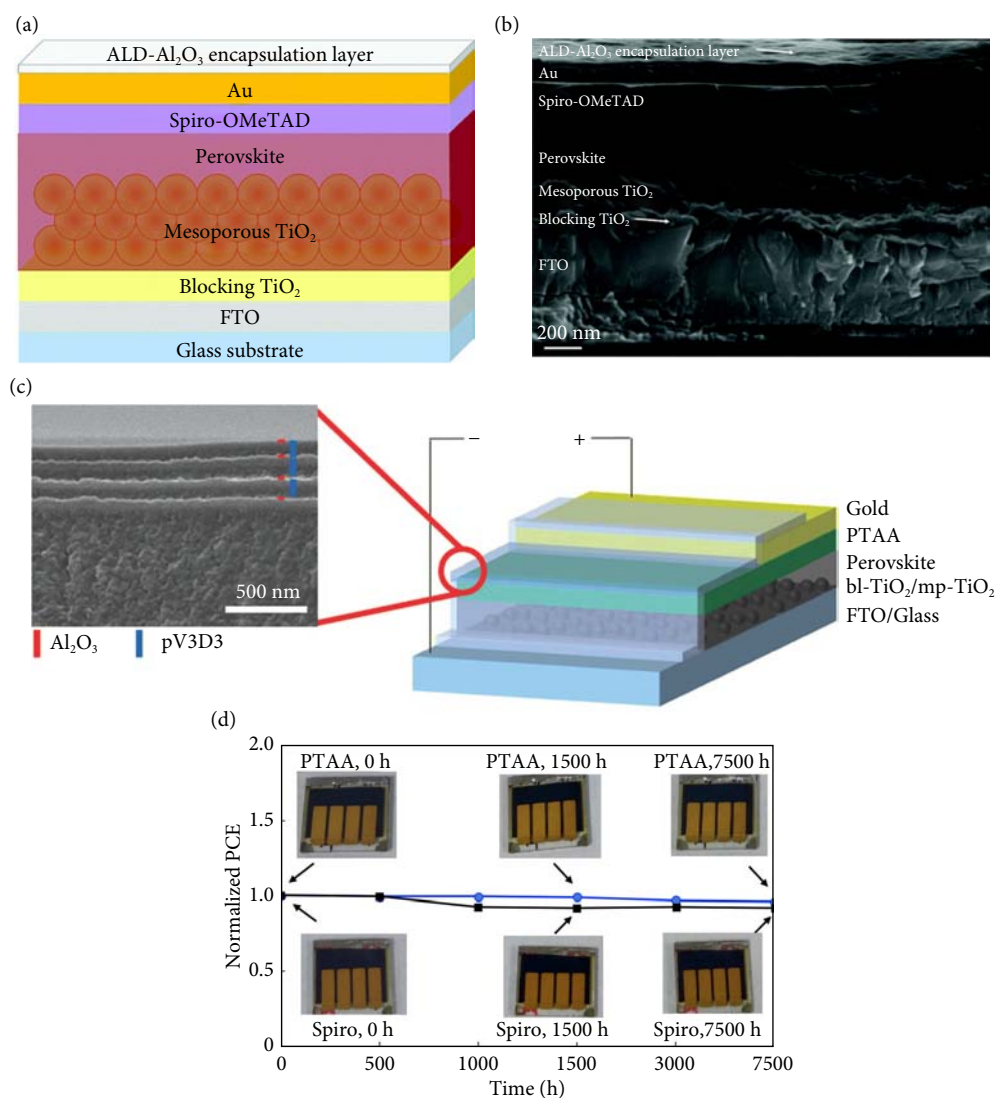 (a)
ALD-Al₂O₃ encapsulation layer
Au
Spiro-OMeTAD
Perovskite
Mesoporous TiO₂
Blocking TiO₂
FTO
Glass substrate
(b)
ALD-Al₂O₃ encapsulation layer
Au
Spiro-OMeTAD
Perovskite
Mesoporous TiO₂
Blocking TiO₂
FTO
200 nm
(c)
500 nm
Al₂O₃ pV3D3
− +
Gold
PTAA
Perovskite
bl-TiO₂/mp-TiO₂
FTO/Glass
(d)
2.0
1.5
1.0
0.5
0
Normalized PCE
PTAA, 0 h PTAA, 1500 h PTAA,7500 h
Spiro, 0 h Spiro, 1500 h Spiro,7500 h
0 500 1000 1500 3000 7500
Time (h)